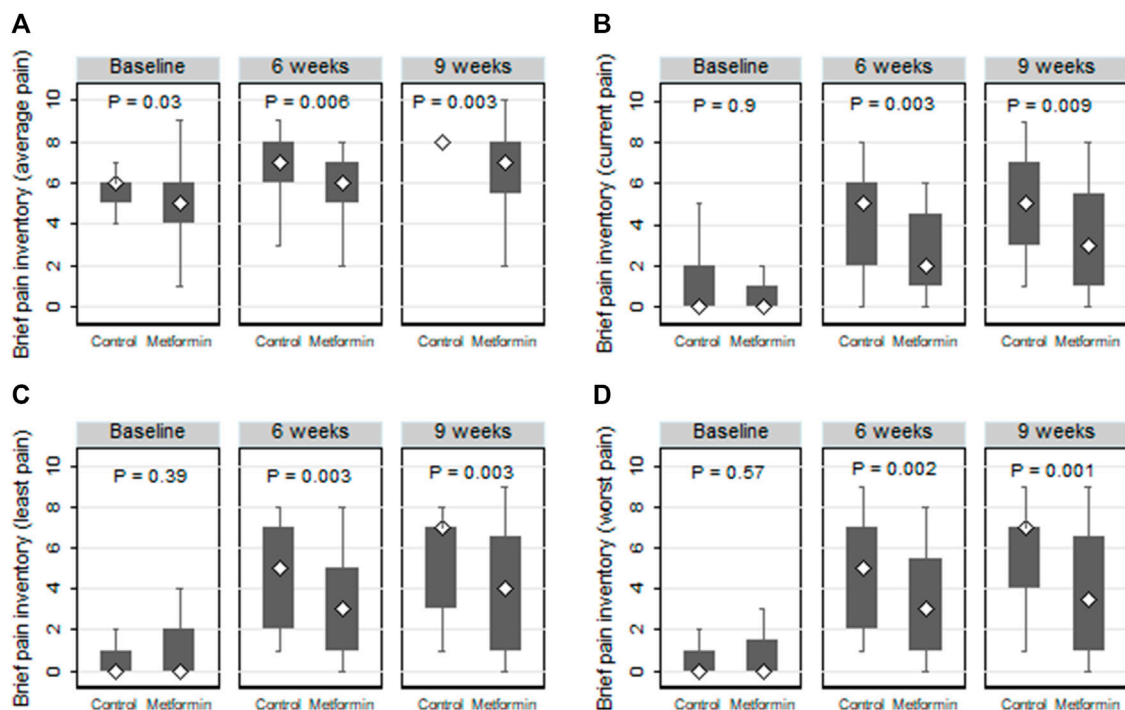 A
Brief pain inventory (average pain)
Baseline
6 weeks
9 weeks
P = 0.03
P = 0.006
P = 0.003
10
8
6
4
2
0
Control Metformin
Control Metformin
Control Metformin
B
Brief pain inventory (current pain)
Baseline
6 weeks
9 weeks
P = 0.9
P = 0.003
P = 0.009
10
8
6
4
2
0
Control Metformin
Control Metformin
Control Metformin
C
Brief pain inventory (least pain)
Baseline
6 weeks
9 weeks
P = 0.39
P = 0.003
P = 0.003
10
8
6
4
2
0
Control Metformin
Control Metformin
Control Metformin
D
Brief pain inventory (worst pain)
Baseline
6 weeks
9 weeks
P = 0.57
P = 0.002
P = 0.001
10
8
6
4
2
0
Control Metformin
Control Metformin
Control Metformin